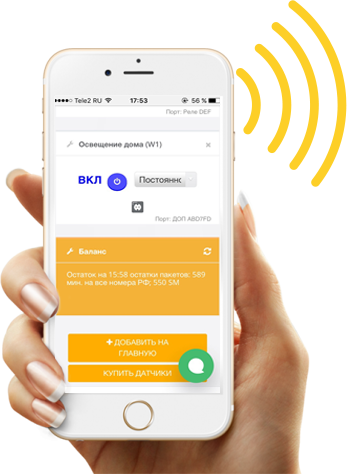 Tele2 RU 17:53 56 %
Порт: Реле DEF
Освещение дома (W1) ×
ВКЛ Постоянно
Порт: ДОП ABD7FD
Баланс
Остаток на 15:58 остатки пакетов: 589
мин. на все номера РФ; 550 SM
+ ДОБАВИТЬ НА
ГЛАВНУЮ
КУПИТЬ ДАТЧИКИ